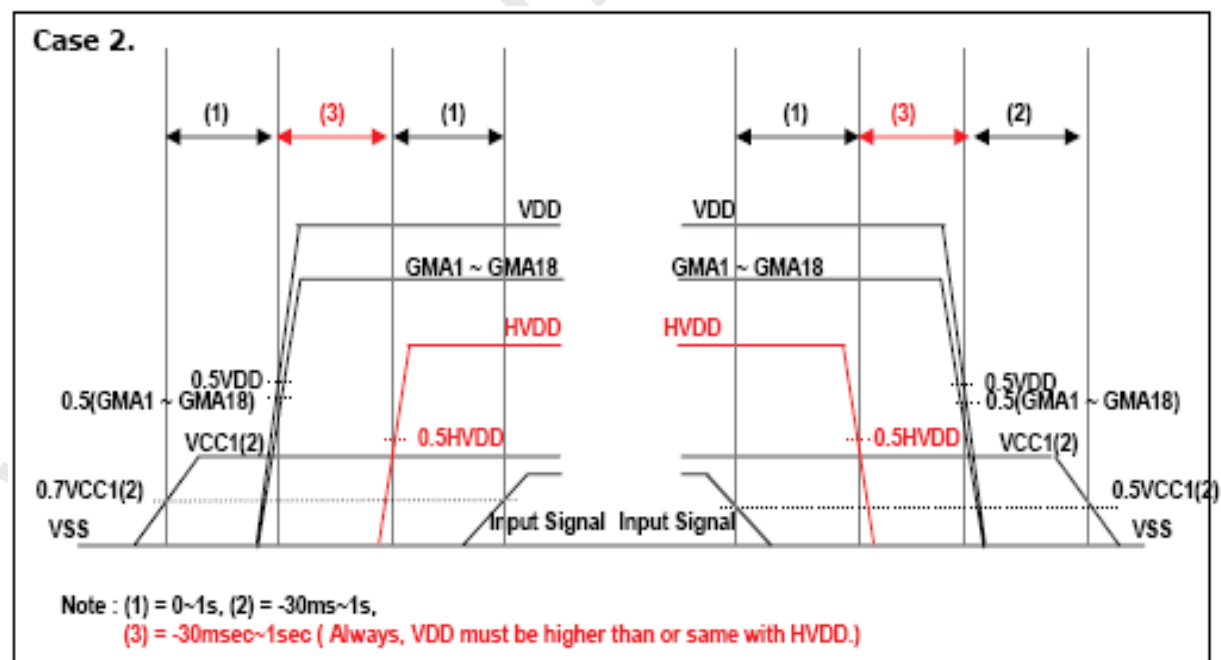 Case 2.
(1) (3) (1) (1) (3) (2)
VDD VDD
GMA1 ~ GMA18 GMA1 ~ GMA18
HVDD HVDD
0.5VDD 0.5VDD
0.5(GMA1 ~ GMA18) 0.5(GMA1 ~ GMA18)
VCC1(2) 0.5HVDD 0.5HVDD VCC1(2)
0.7VCC1(2) 0.5VCC1(2)
VSS Input Signal Input Signal VSS
Note : (1) = 0~1s, (2) = -30ms~1s,
(3) = -30msec~1sec ( Always, VDD must be higher than or same with HVDD.)